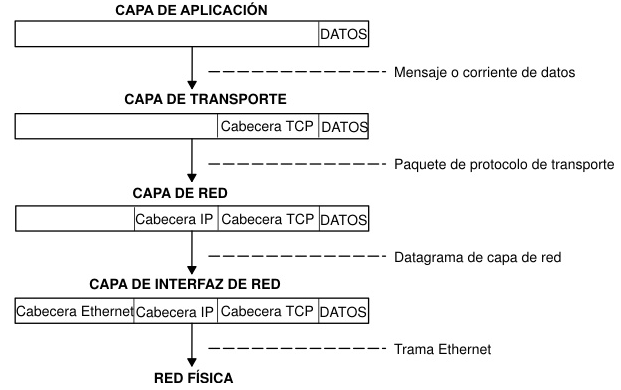 CAPA DE APLICACIÓN
DATOS
Mensaje o corriente de datos
CAPA DE TRANSPORTE
Cabecera TCP DATOS
Paquete de protocolo de transporte
CAPA DE RED
Cabecera IP Cabecera TCP DATOS
Datagrama de capa de red
CAPA DE INTERFAZ DE RED
Cabecera Ethernet Cabecera IP Cabecera TCP DATOS
Trama Ethernet
RED FÍSICA